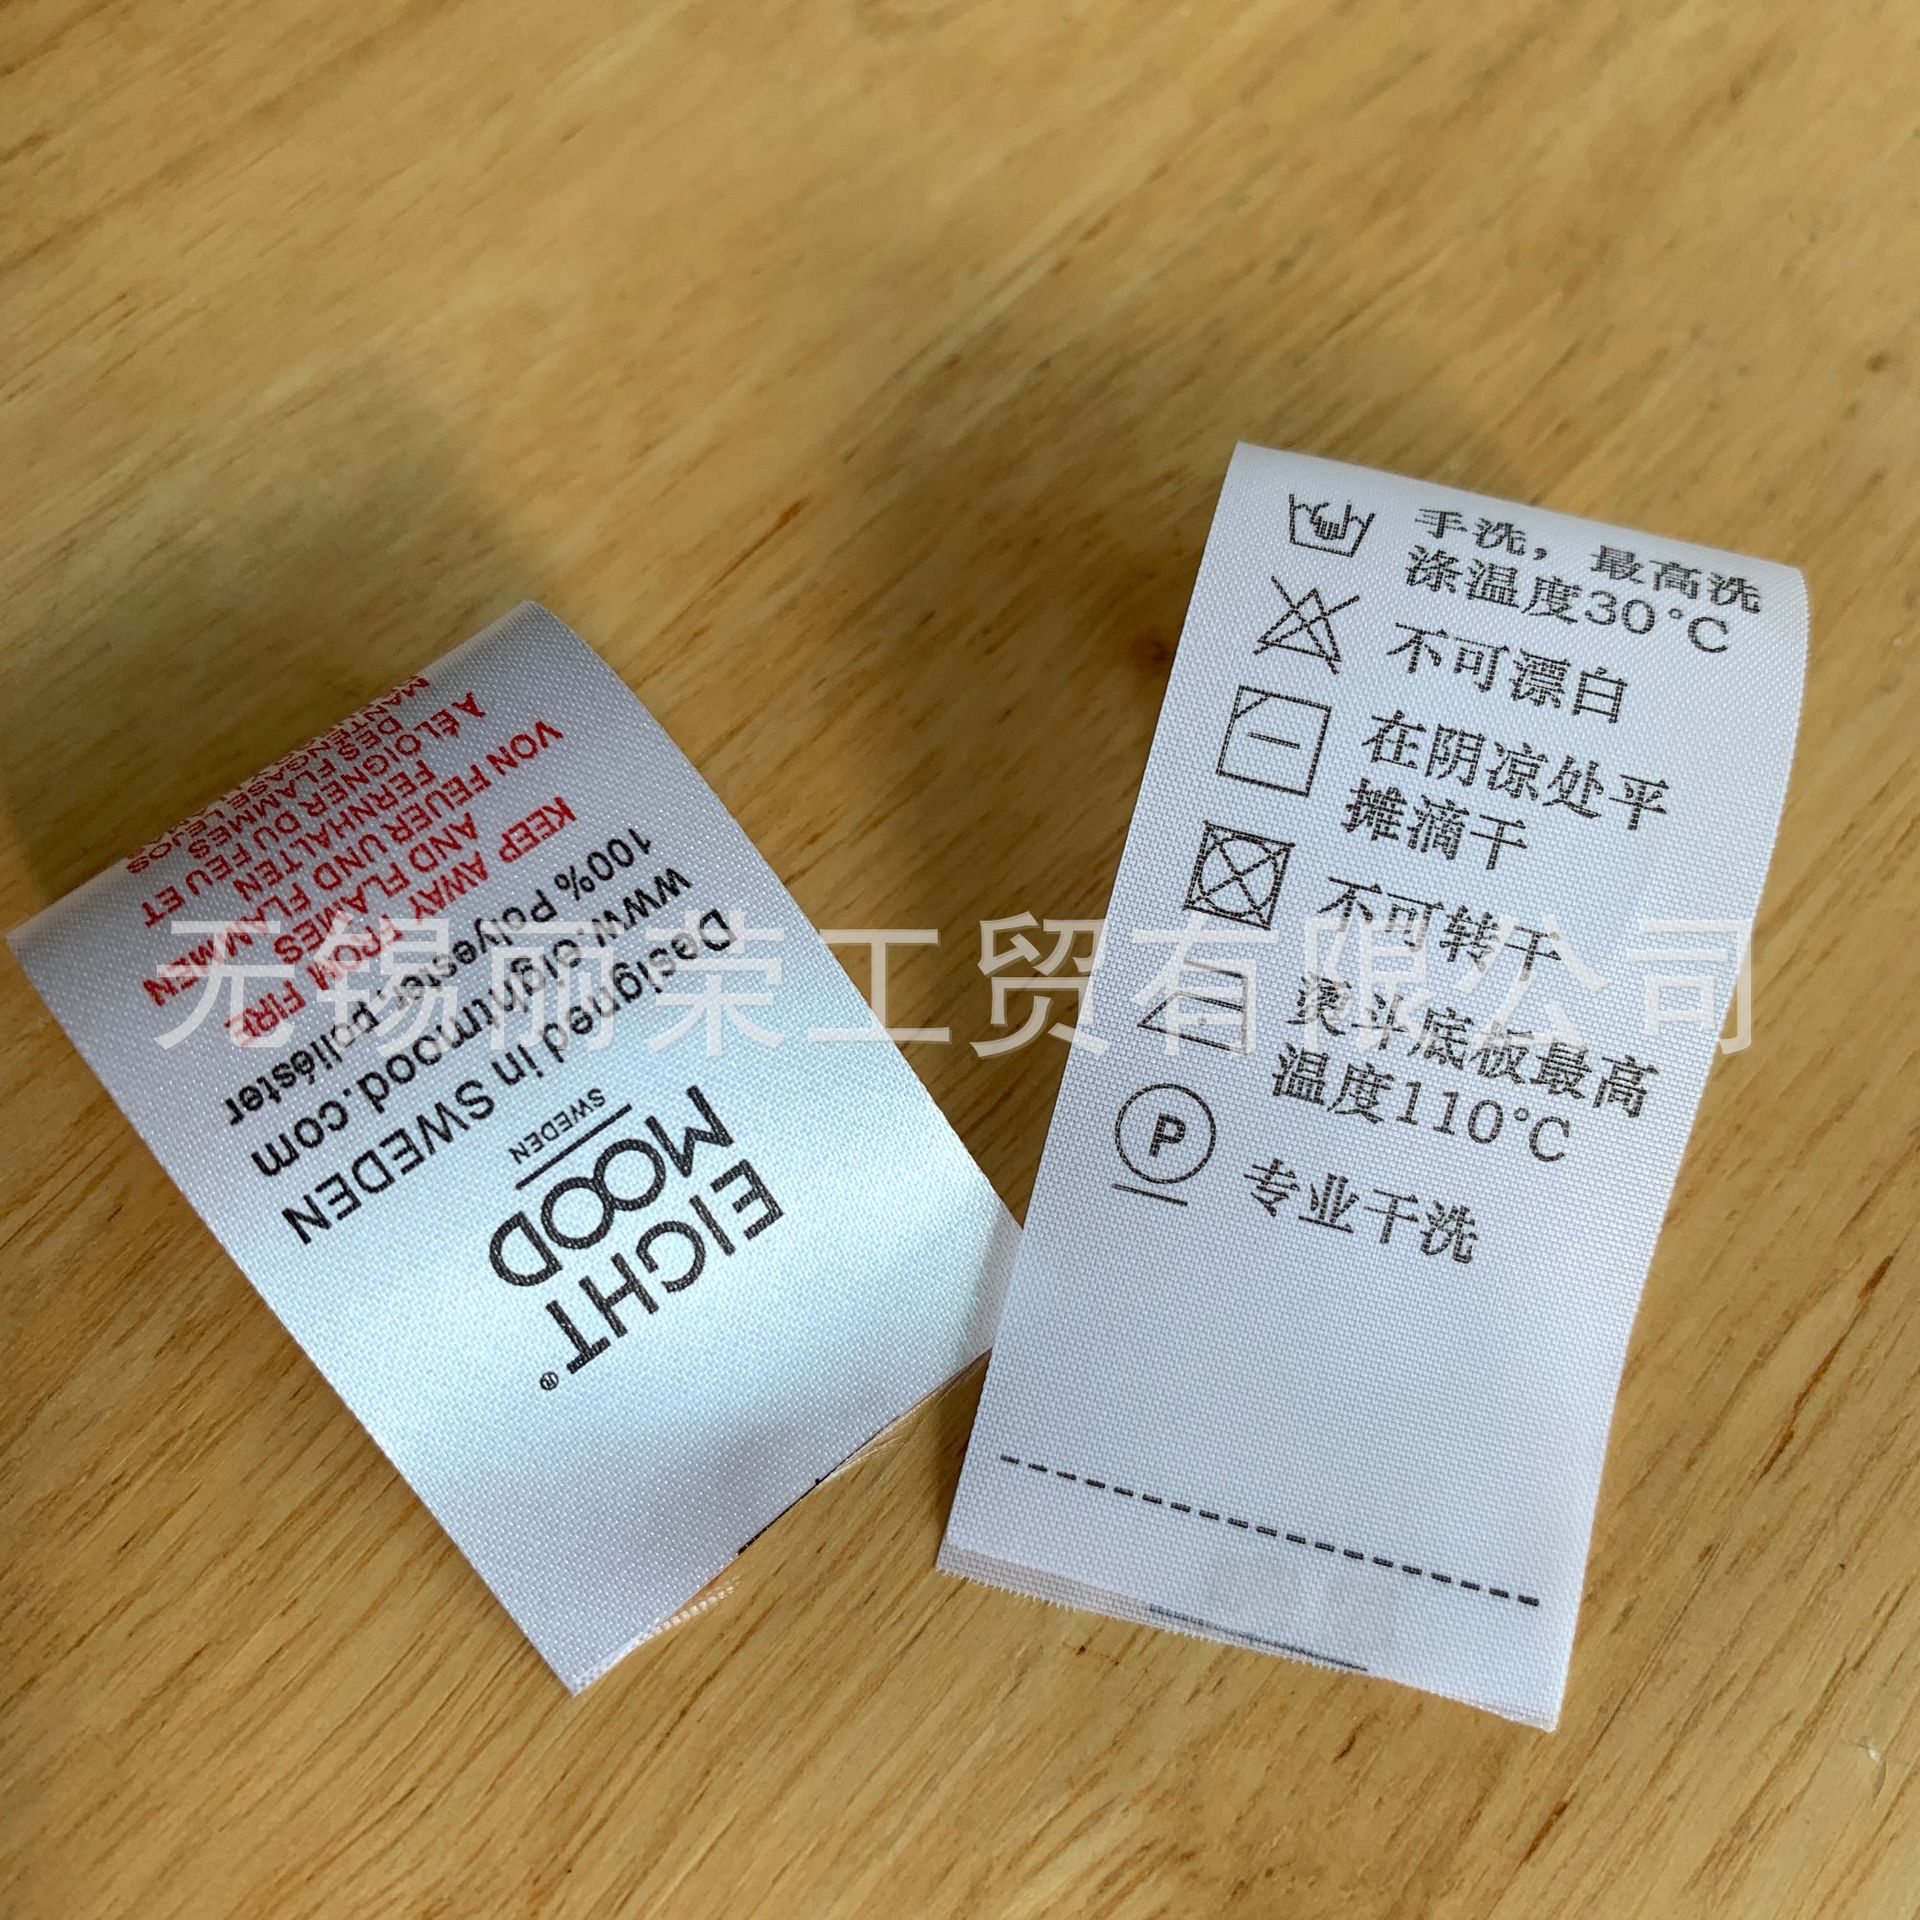 EIGHT
MOOD
®
SWEDEN
Dasigned in SWEDEN
www.eightmood.com
100% Polyester,poliéster
KEEP AWAY FROM FIRE
AND FLAMES
VON FEUER UND FLAMMEN
FERNHALTEN
À ÉLOIGNER DU FEU ET
DES FLAMMES
手洗，最高洗
涤温度30°C
不可漂白
在阴凉处平
摊滴干
不可转干
烫斗底板最高
温度110°C
P
专业干洗
无锡丽荣工贸有限公司